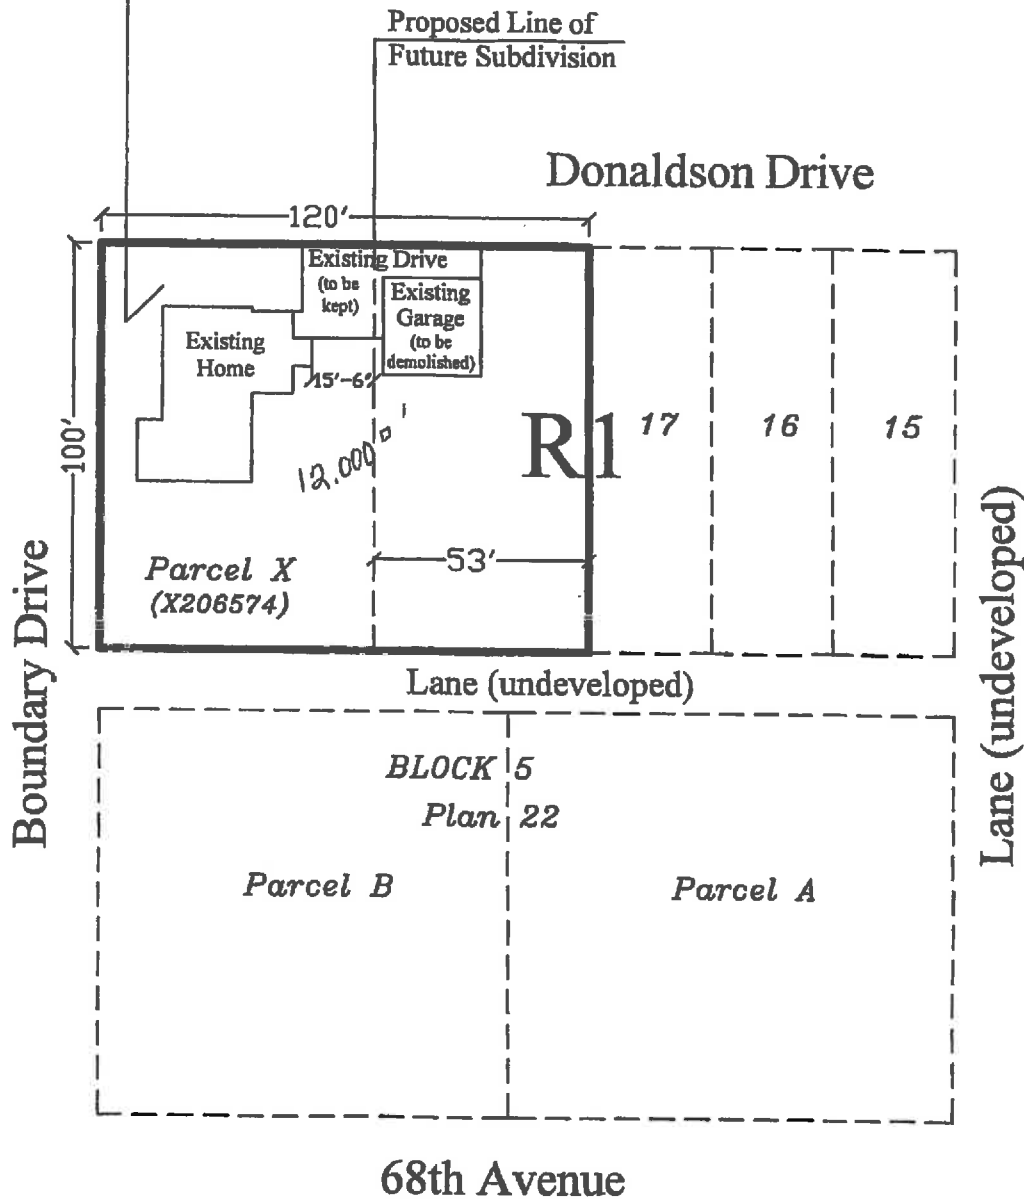 Proposed Line of
Future Subdivision
Donaldson Drive
120'
Existing Drive
(to be
kept)
Existing
Garage
(to be
demolished)
Existing
Home
15'-6"
100'
12,000 □'
R1
17
16
15
53'
Parcel X
(X206574)
Boundary Drive
Lane (undeveloped)
Lane (undeveloped)
BLOCK 5
Plan 22
Parcel B
Parcel A
68th Avenue